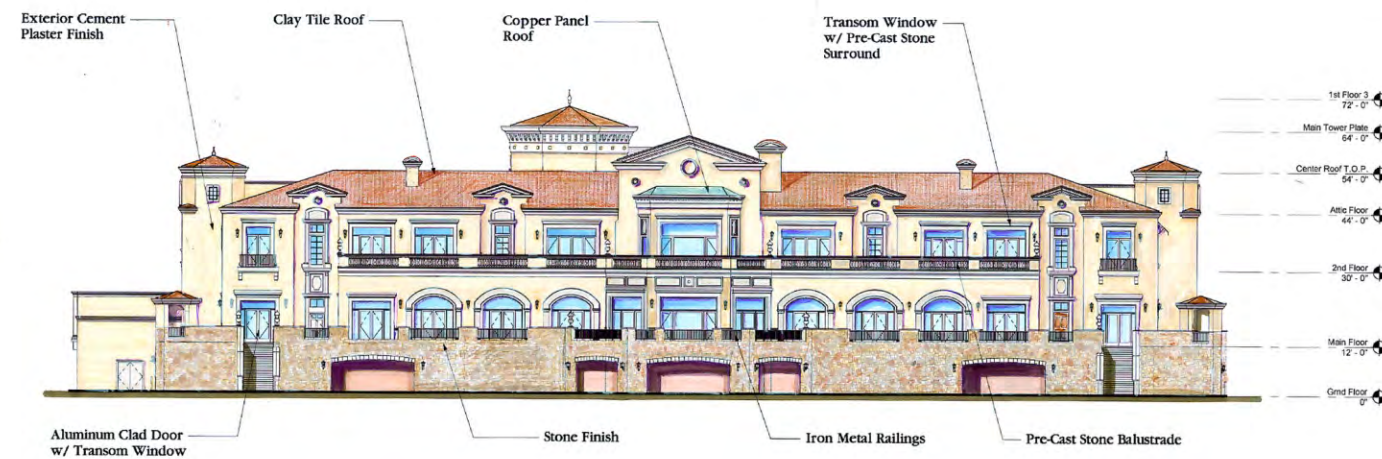 Exterior Cement
Plaster Finish
Clay Tile Roof
Copper Panel
Roof
Transom Window
w/ Pre-Cast Stone
Surround
1st Floor 3
72' - 0"
Main Tower Plate
64' - 0"
Center Roof T.O.P.
54' - 0"
Attic Floor
44' - 0"
2nd Floor
30' - 0"
Main Floor
12' - 0"
Grnd Floor
0"
Aluminum Clad Door
w/ Transom Window
Stone Finish
Iron Metal Railings
Pre-Cast Stone Balustrade